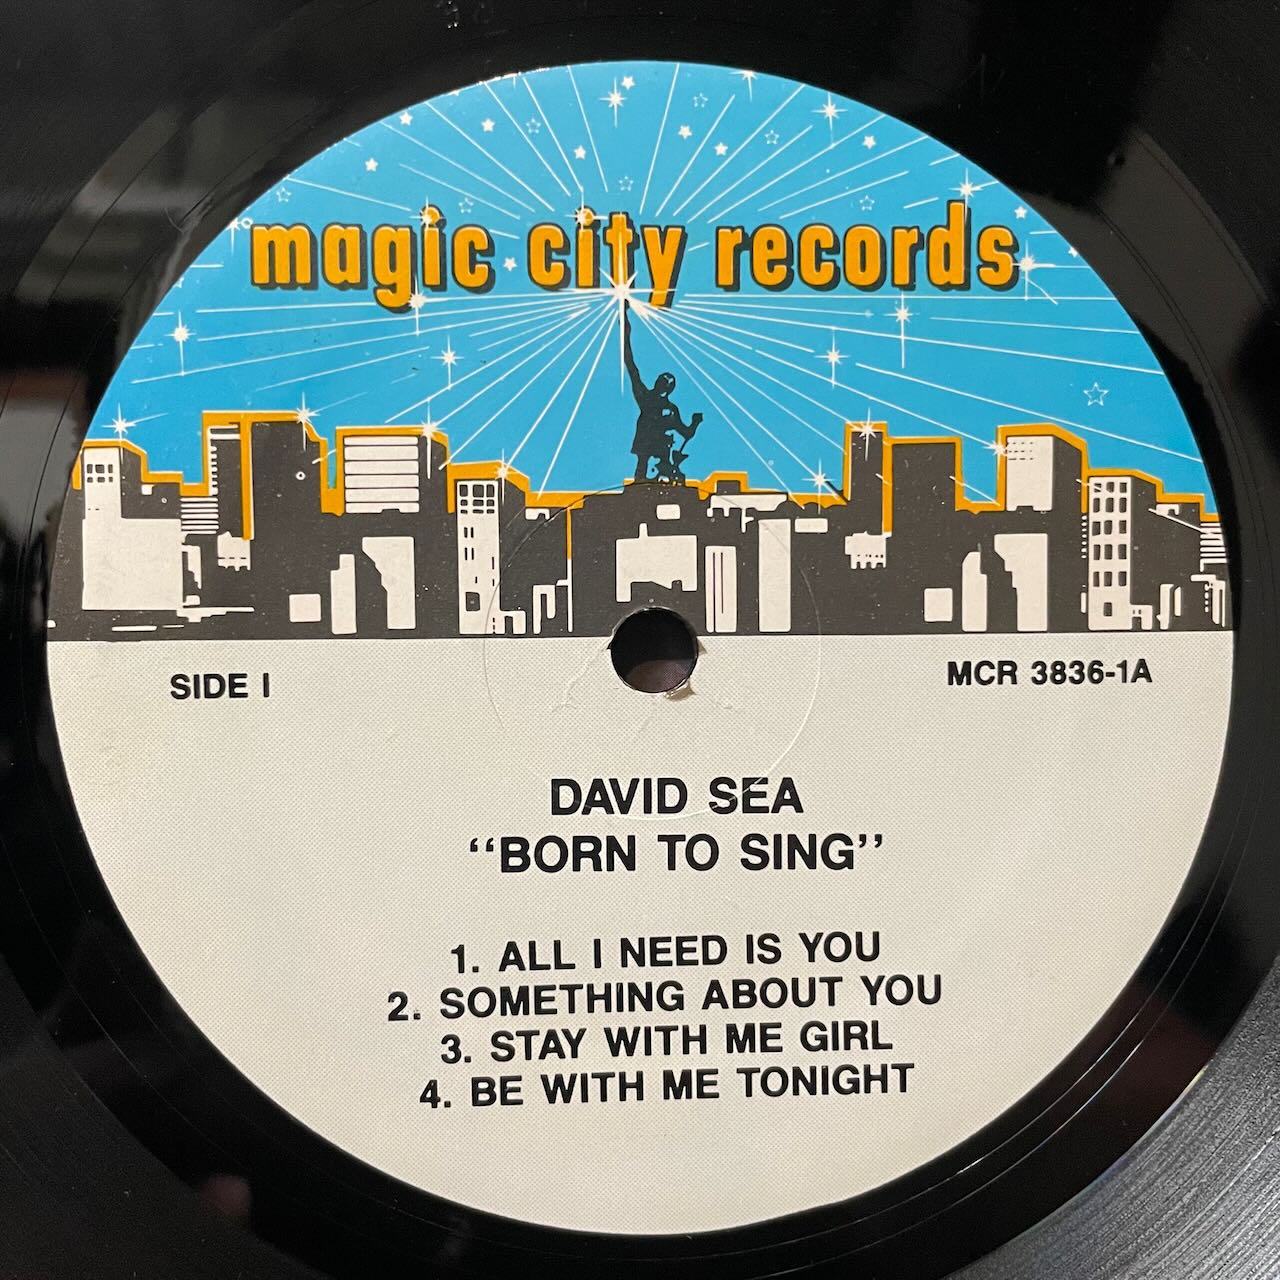 magic city records
SIDE I
MCR 3836-1A
DAVID SEA
“BORN TO SING”
1. ALL I NEED IS YOU
2. SOMETHING ABOUT YOU
3. STAY WITH ME GIRL
4. BE WITH ME TONIGHT